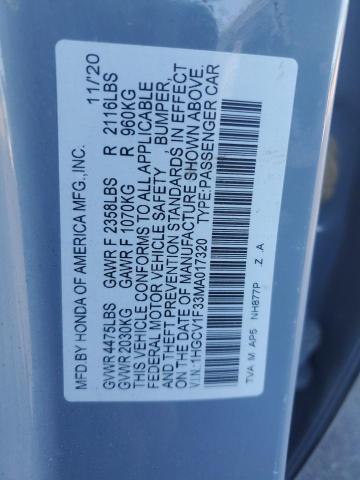 MFD BY HONDA OF AMERICA MFG.,INC. 11/20
GVWR 4475LBS GAWR F 2358LBS R 2116LBS
GVWR 2030KG GAWR F 1070KG R 960KG
THIS VEHICLE CONFORMS TO ALL APPLICABLE
FEDERAL MOTOR VEHICLE SAFETY , BUMPER,
AND THEFT PREVENTION STANDARDS IN EFFECT
ON THE DATE OF MANUFACTURE SHOWN ABOVE.
V.I.N.:1HGCV1F33MA017320 TYPE:PASSENGER CAR
TVA M AP5 NH877P Z A